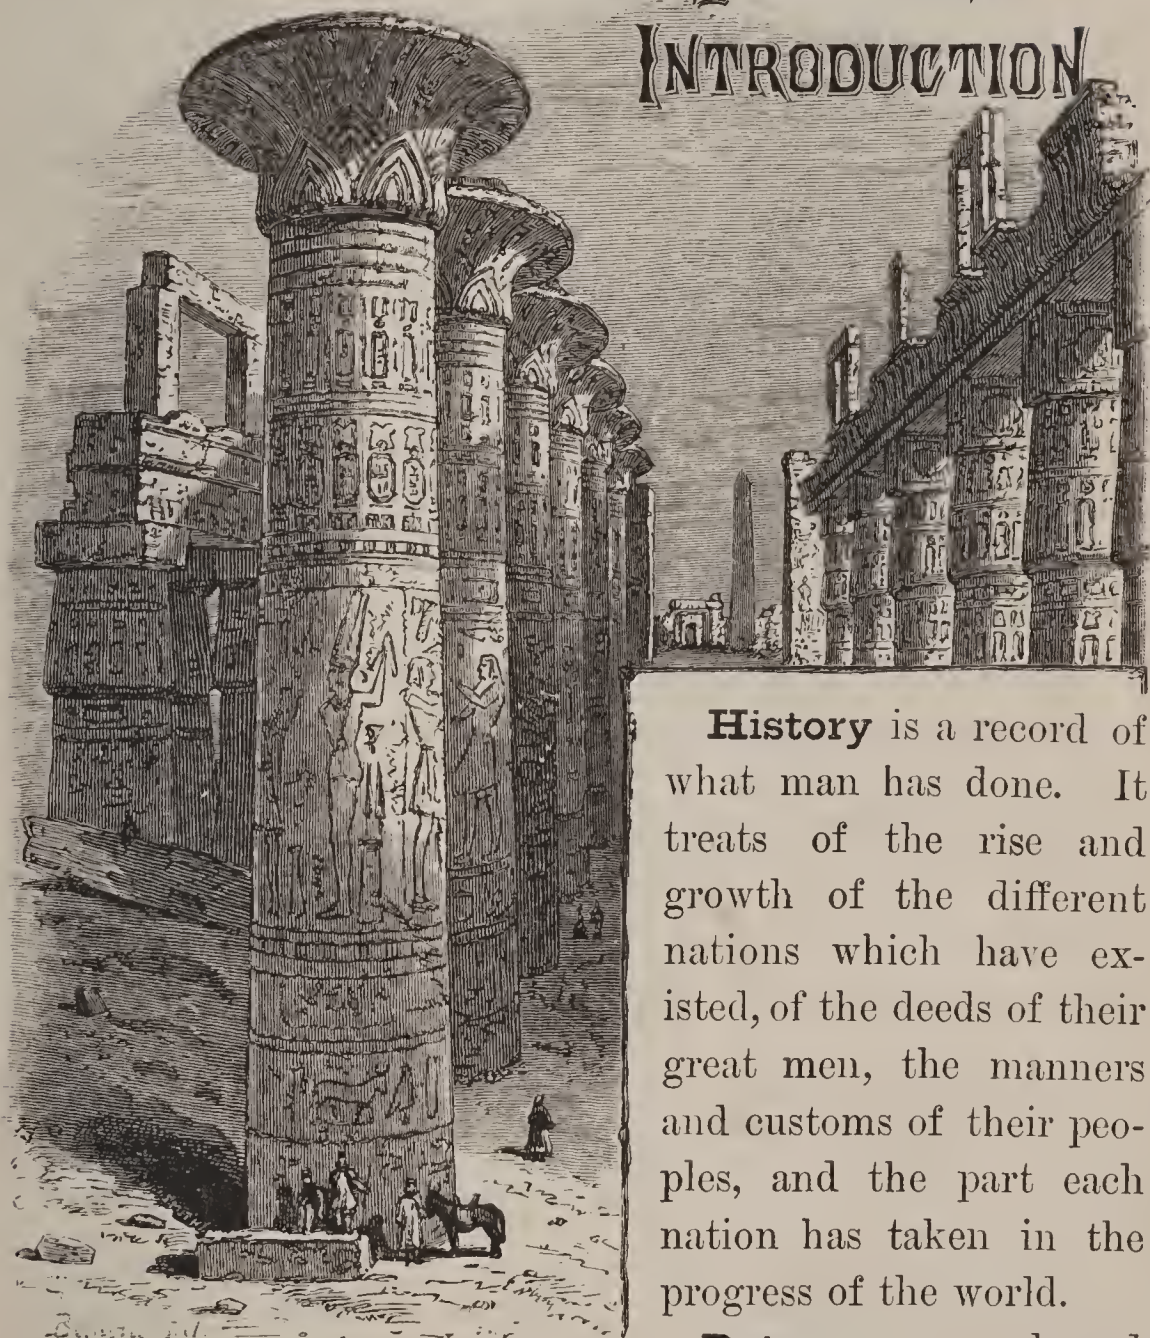 INTRODUCTION
History is a record of
what man has done. It
treats of the rise and
growth of the different
nations which have ex-
isted, of the deeds of their
great men, the manners
and customs of their peo-
ples, and the part each
nation has taken in the
progress of the world.